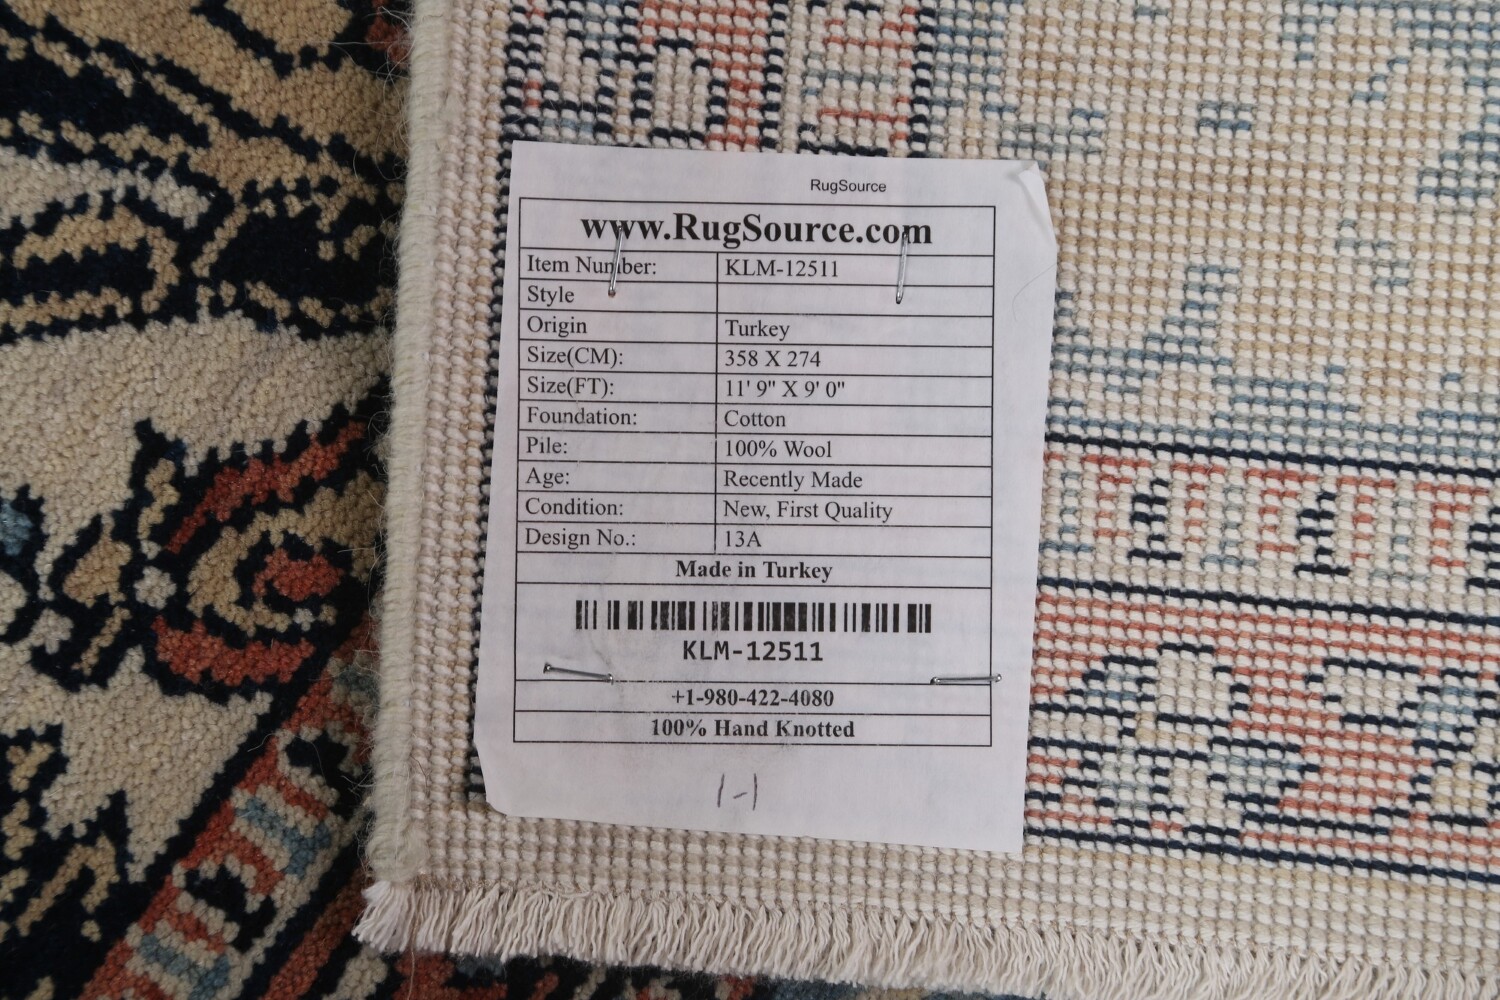 RugSource
www.RugSource.com
Item Number: KLM-12511
Style
Origin Turkey
Size(CM): 358 X 274
Size(FT): 11' 9" X 9' 0"
Foundation: Cotton
Pile: 100% Wool
Age: Recently Made
Condition: New, First Quality
Design No.: 13A
Made in Turkey
KLM-12511
+1-980-422-4080
100% Hand Knotted
1-1